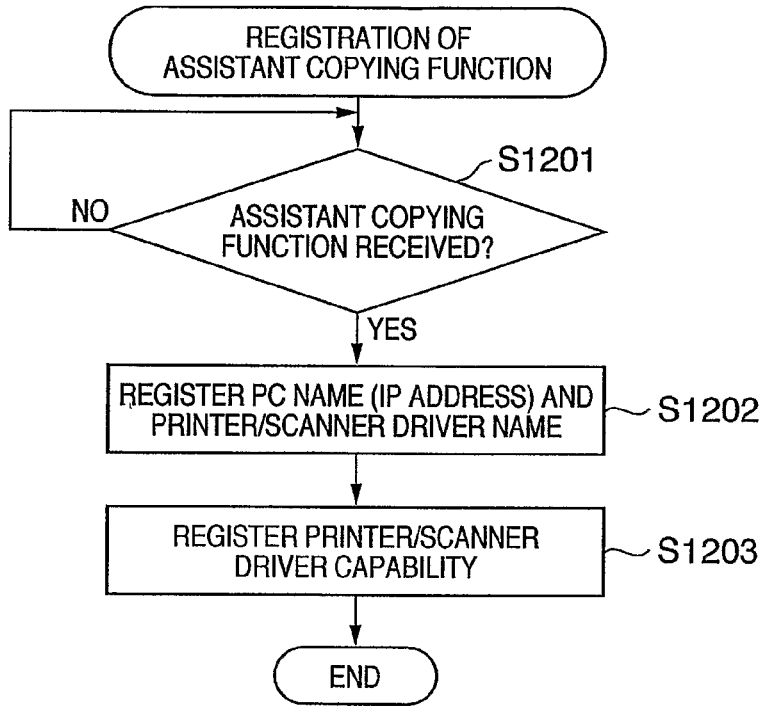 REGISTRATION OF
ASSISTANT COPYING FUNCTION
S1201
NO
ASSISTANT COPYING
FUNCTION RECEIVED?
YES
REGISTER PC NAME (IP ADDRESS) AND
PRINTER/SCANNER DRIVER NAME
S1202
REGISTER PRINTER/SCANNER
DRIVER CAPABILITY
S1203
END